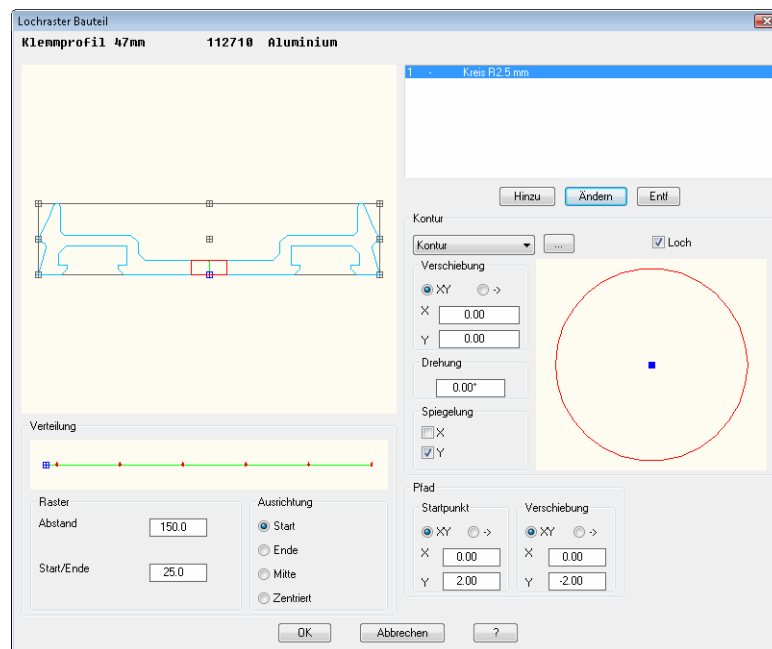 Lochraster Bauteil
Klemmprofil 47mm 112710 Aluminium
1 - Kreis R2.5 mm
Hinzu Ändern Entf
Kontur
Kontur ... Loch
Verschiebung
XY ->
X 0.00
Y 0.00
Drehung
0.00°
Spiegelung
X
Y
Verteilung
Raster
Abstand 150.0
Start/Ende 25.0
Ausrichtung
Start
Ende
Mitte
Zentriert
Pfad
Startpunkt
XY ->
X 0.00
Y 2.00
Verschiebung
XY ->
X 0.00
Y -2.00
OK Abbrechen ?